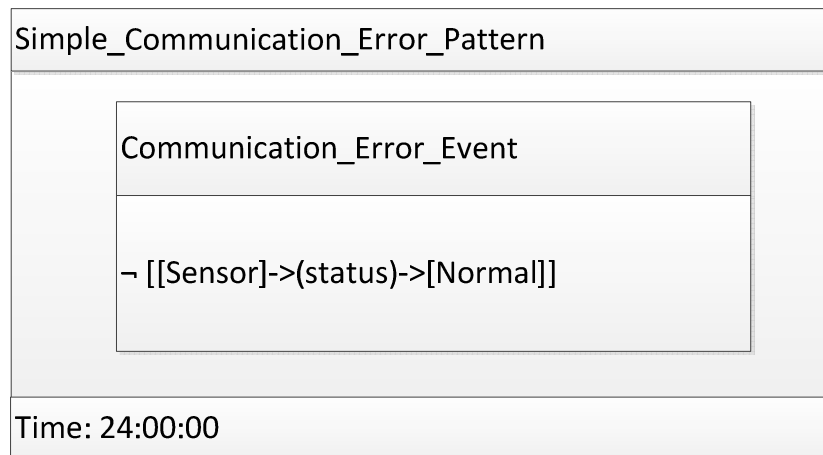 Simple_Communication_Error_Pattern
Communication_Error_Event
¬ [[Sensor]->(status)->[Normal]]
Time: 24:00:00